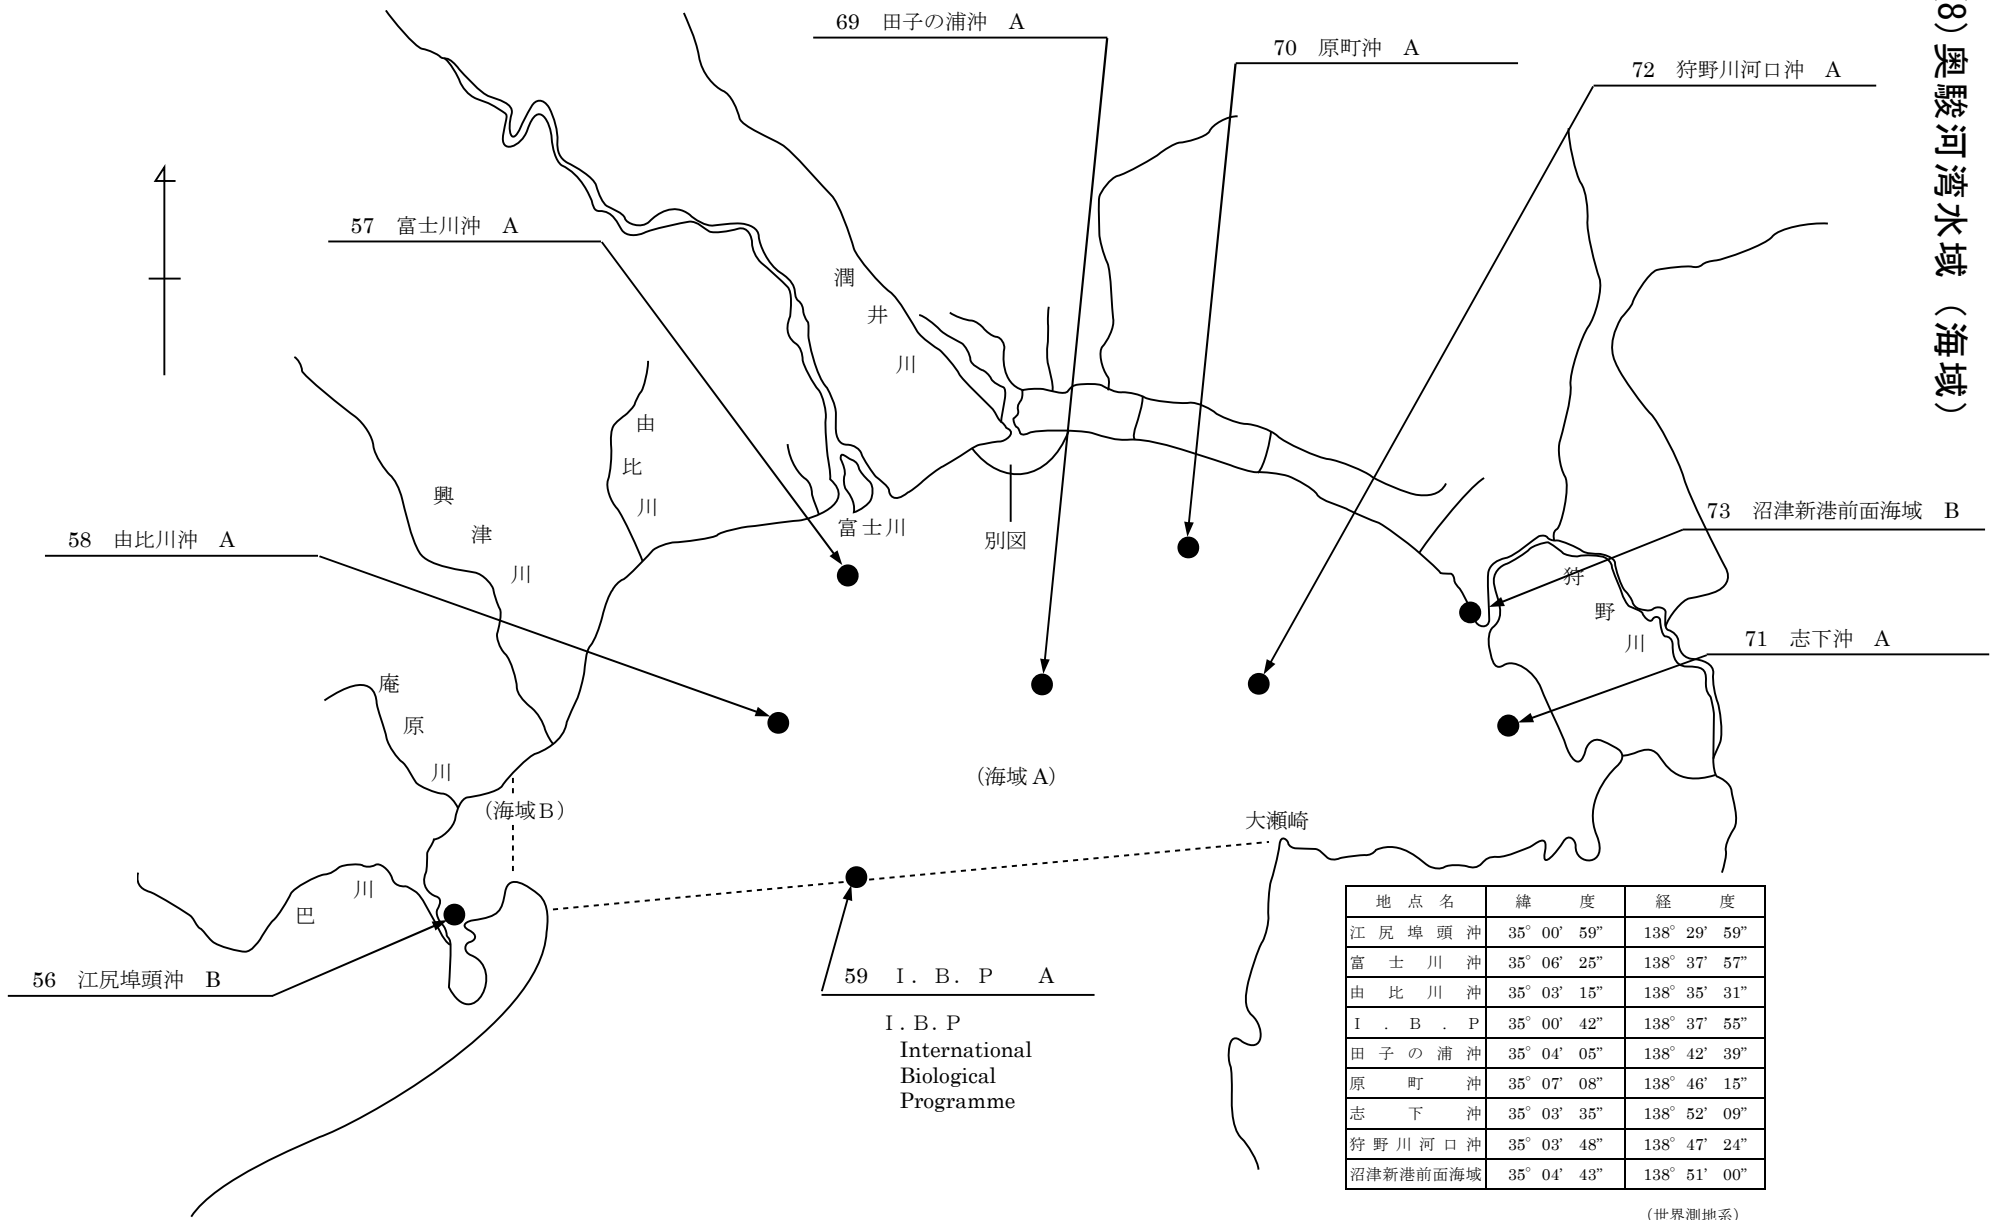 8）奥駿河湾水域（海域）
69　田子の浦沖　A
70　原町沖　A
72　狩野川河口沖　A
57　富士川沖　A
潤井川
由比川
興津川
富士川
別図
73　沼津新港前面海域　B
58　由比川沖　A
狩野川
71　志下沖　A
庵原川
（海域 A）
（海域Ｂ）
大瀬崎
巴川
56　江尻埠頭沖　B
59　Ｉ．Ｂ．Ｐ　A
Ｉ．Ｂ．Ｐ
International
Biological
Programme
地点名　緯度　経度
江尻埠頭沖　35° 00’ 59”　138° 29’ 59”
富士川沖　35° 06’ 25”　138° 37’ 57”
由比川沖　35° 03’ 15”　138° 35’ 31”
Ｉ．Ｂ．Ｐ　35° 00’ 42”　138° 37’ 55”
田子の浦沖　35° 04’ 05”　138° 42’ 39”
原町沖　35° 07’ 08”　138° 46’ 15”
志下沖　35° 03’ 35”　138° 52’ 09”
狩野川河口沖　35° 03’ 48”　138° 47’ 24”
沼津新港前面海域　35° 04’ 43”　138° 51’ 00”
（世界測地系）